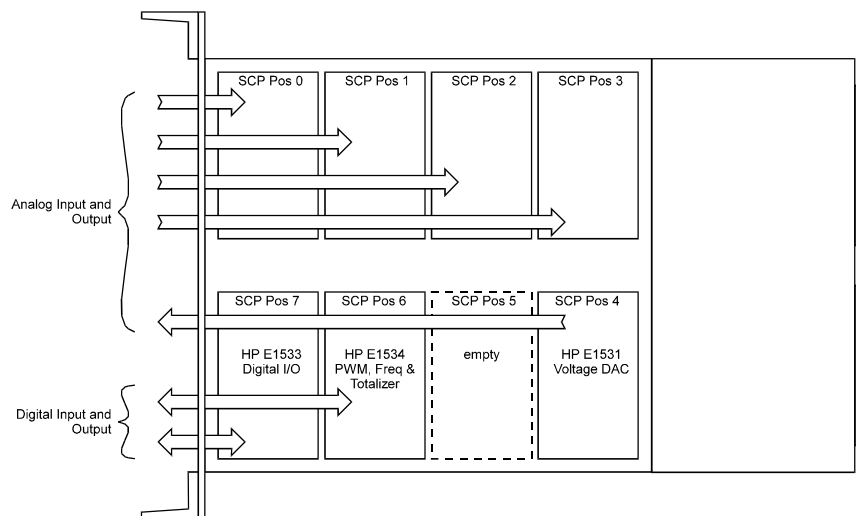 SCP Pos 0
SCP Pos 1
SCP Pos 2
SCP Pos 3
Analog Input and
Output
SCP Pos 7
SCP Pos 6
SCP Pos 5
SCP Pos 4
HP E1533
Digital I/O
HP E1534
PWM, Freq &
Totalizer
empty
HP E1531
Voltage DAC
Digital Input and
Output